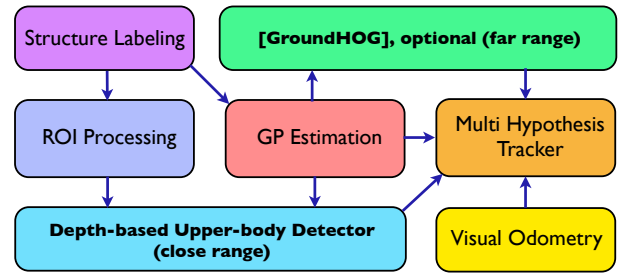 Structure Labeling
[GroundHOG], optional (far range)
ROI Processing
GP Estimation
Multi Hypothesis
Tracker
Depth-based Upper-body Detector
(close range)
Visual Odometry